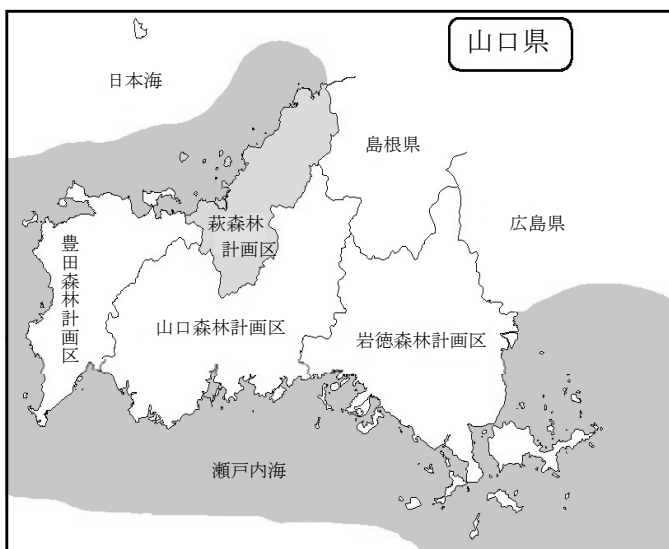 山口県
日本海
島根県
広島県
萩森林
計画区
豊田森林計画区
山口森林計画区
岩徳森林計画区
瀬戸内海